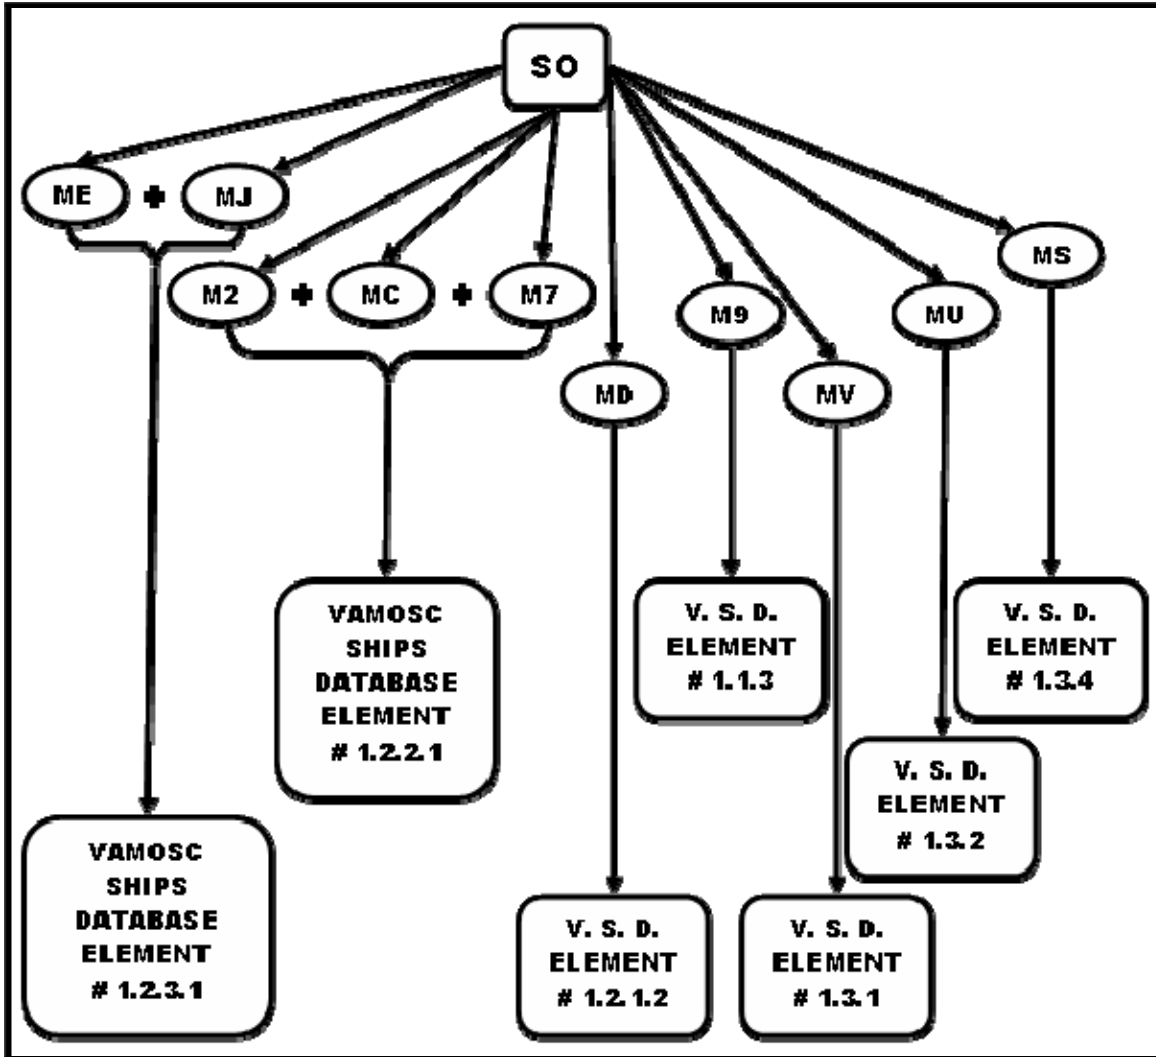 SO
ME + MJ
M2 + MC + M7
MD
M9
MV
MU
MS
VAMOSC
SHIPS
DATABASE
ELEMENT
# 1.2.3.1
VAMOSC
SHIPS
DATABASE
ELEMENT
# 1.2.2.1
V. S. D.
ELEMENT
# 1.2.1.2
V. S. D.
ELEMENT
# 1.1.3
V. S. D.
ELEMENT
# 1.3.1
V. S. D.
ELEMENT
# 1.3.2
V. S. D.
ELEMENT
# 1.3.4